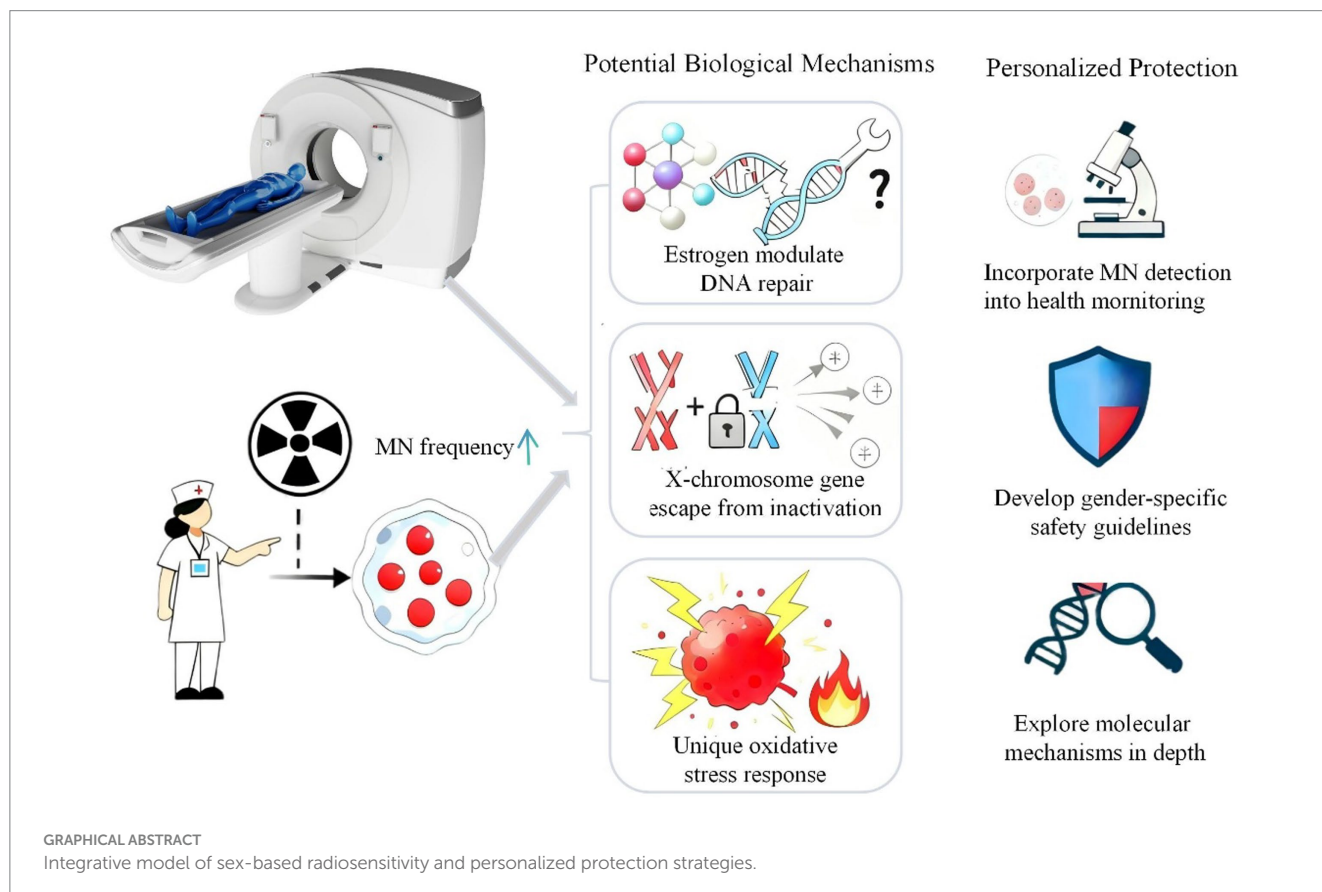 Potential Biological Mechanisms
Personalized Protection
MN frequency
?
Estrogen modulate
DNA repair
+
X-chromosome gene
escape from inactivation
Unique oxidative
stress response
Incorporate MN detection
into health mornitoring
Develop gender-specific
safety guidelines
Explore molecular
mechanisms in depth
GRAPHICAL ABSTRACT
Integrative model of sex-based radiosensitivity and personalized protection strategies.